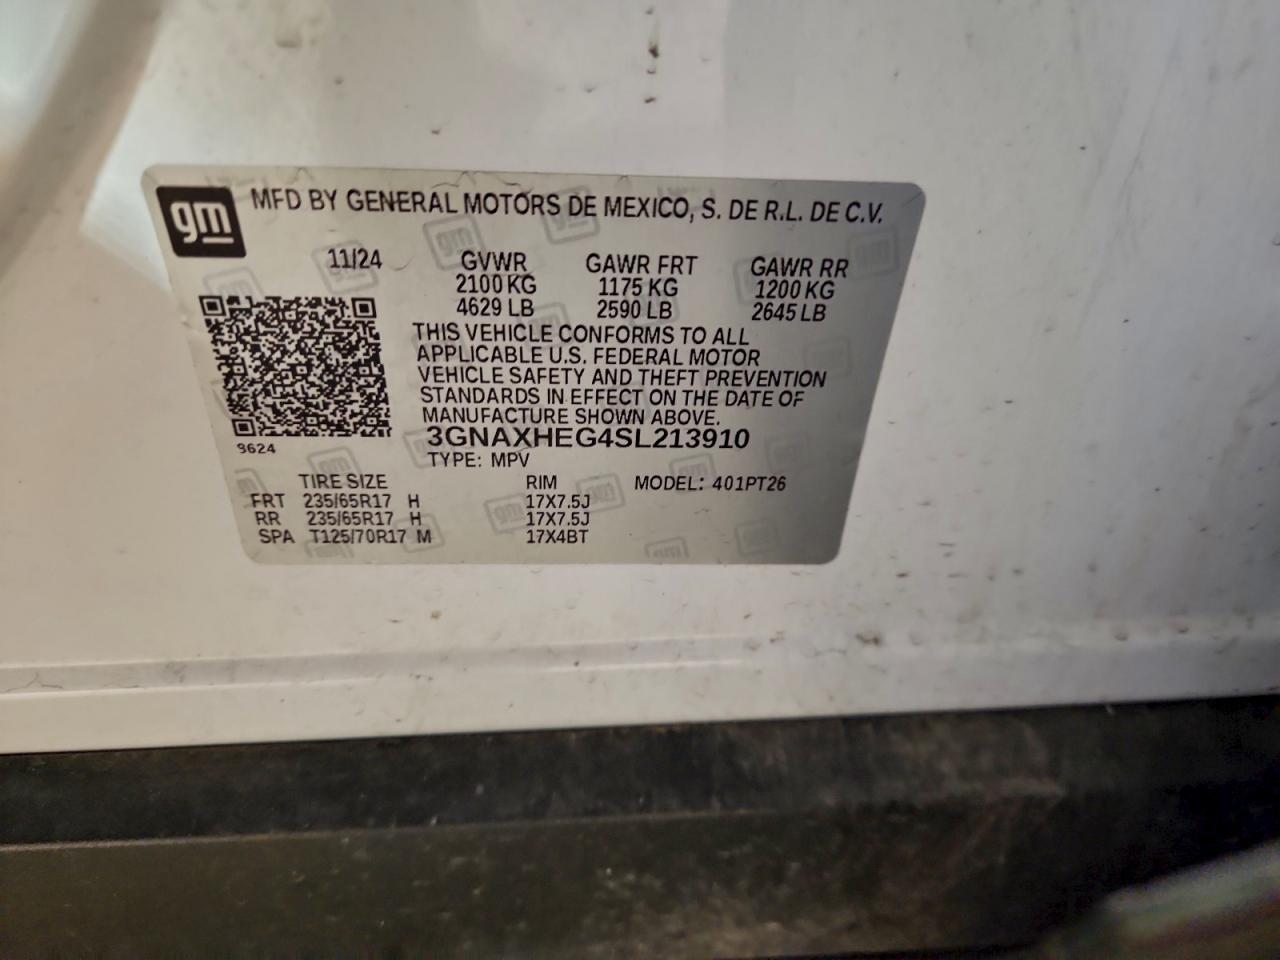 gm MFD BY GENERAL MOTORS DE MEXICO, S. DE R.L. DE C.V.
11/24 GVWR GAWR FRT GAWR RR
2100 KG 1175 KG 1200 KG
4629 LB 2590 LB 2645 LB
THIS VEHICLE CONFORMS TO ALL
APPLICABLE U.S. FEDERAL MOTOR
VEHICLE SAFETY AND THEFT PREVENTION
STANDARDS IN EFFECT ON THE DATE OF
MANUFACTURE SHOWN ABOVE.
3GNAXHEG4SL213910
9624
TYPE: MPV
TIRE SIZE RIM MODEL: 401PT26
FRT 235/65R17 H 17X7.5J
RR 235/65R17 H 17X7.5J
SPA T125/70R17 M 17X4BT